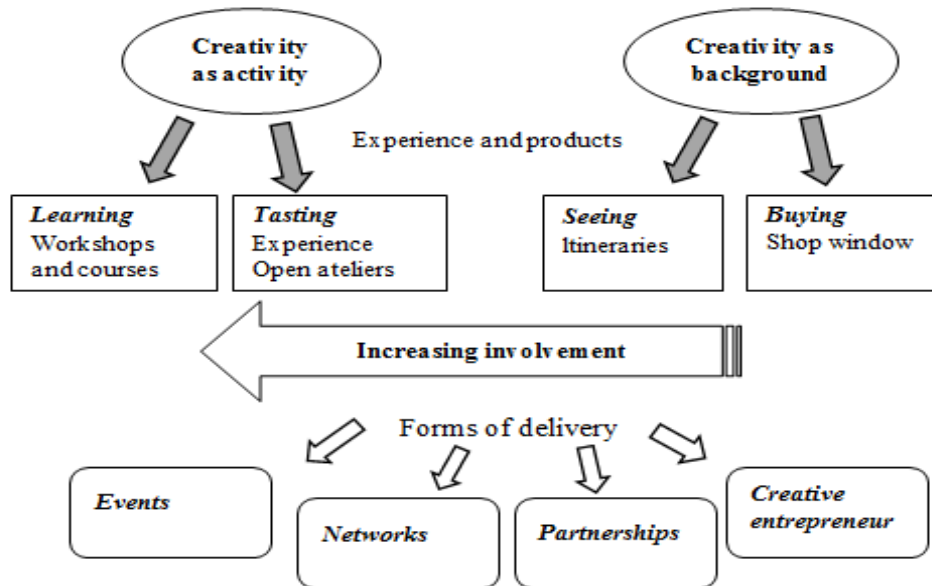 Creativity
as activity
Creativity as
background
Experience and products
Learning
Workshops
and courses
Tasting
Experience
Open ateliers
Seeing
Itineraries
Buying
Shop window
Increasing involvement
Forms of delivery
Events
Networks
Partnerships
Creative
entrepreneur